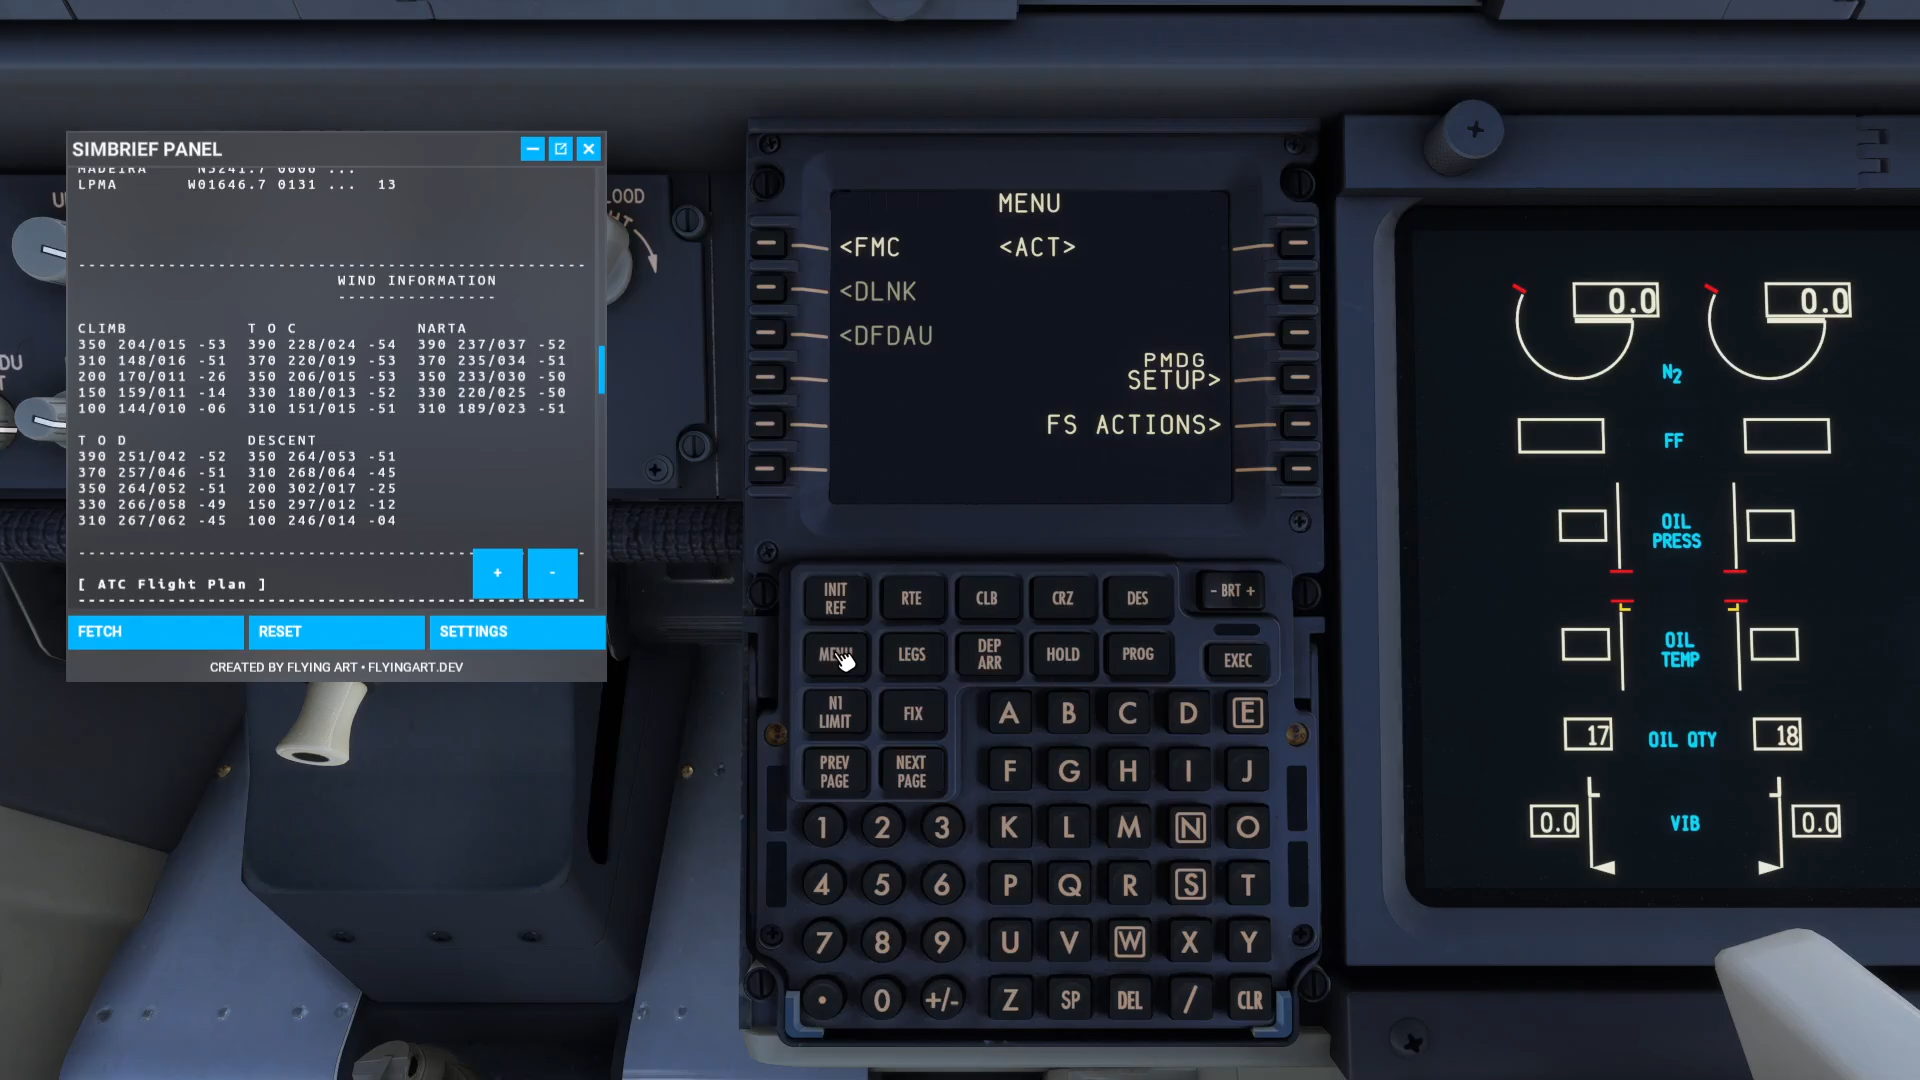 SIMBRIEF PANEL
MADEIRA N3241.7 0006 ...
LPMA W01646.7 0131 ... 13
WIND INFORMATION
CLIMB T O C NARTA
350 204/015 -53 390 228/024 -54 390 237/037 -52
310 148/016 -51 370 220/019 -53 370 235/034 -51
200 170/011 -26 350 206/015 -53 350 233/030 -50
150 159/011 -14 330 180/013 -52 330 220/025 -50
100 144/010 -06 310 151/015 -51 310 189/023 -51
T O D DESCENT
390 251/042 -52 350 264/053 -51
370 257/046 -51 310 268/064 -45
350 264/052 -51 200 302/017 -25
330 266/058 -49 150 297/012 -12
310 267/062 -45 100 246/014 -04
[ ATC Flight Plan ]
+ -
FETCH RESET SETTINGS
CREATED BY FLYING ART • FLYINGART.DEV
MENU
<FMC <ACT>
<DLNK
<DFDAU
PMDG
SETUP>
FS ACTIONS>
INIT REF RTE CLB CRZ DES - BRT +
MENU LEGS DEP ARR HOLD PROG EXEC
N1 LIMIT FIX
PREV PAGE NEXT PAGE
A B C D E
F G H I J
1 2 3 K L M N O
4 5 6 P Q R S T
7 8 9 U V W X Y
. 0 +/- Z SP DEL / CLR
0.0 0.0
N2
FF
OIL PRESS
OIL TEMP
17 OIL QTY 18
0.0 VIB 0.0